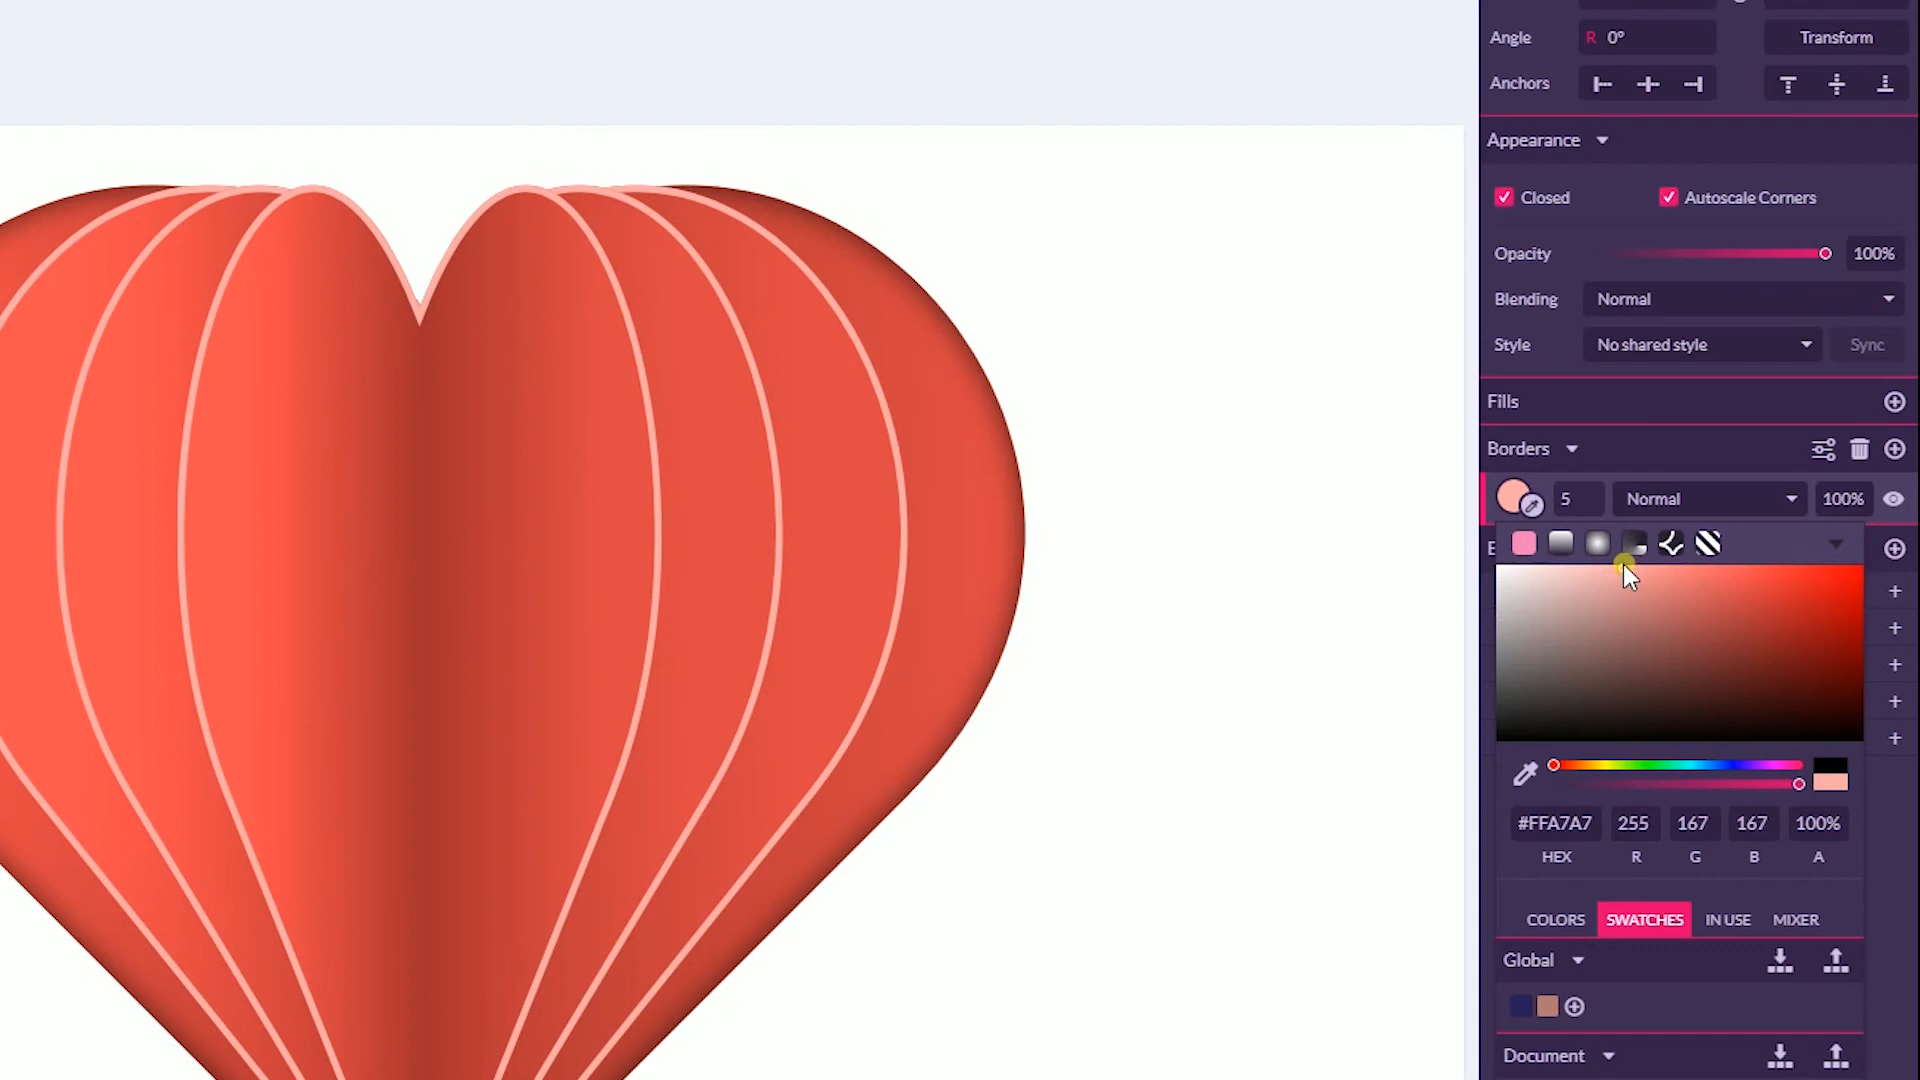 Angle R 0° Transform
Anchors
Appearance
Closed Autoscale Corners
Opacity 100%
Blending Normal
Style No shared style Sync
Fills
Borders
5 Normal 100%
#FFA7A7 255 167 167 100%
HEX R G B A
COLORS SWATCHES IN USE MIXER
Global
Document